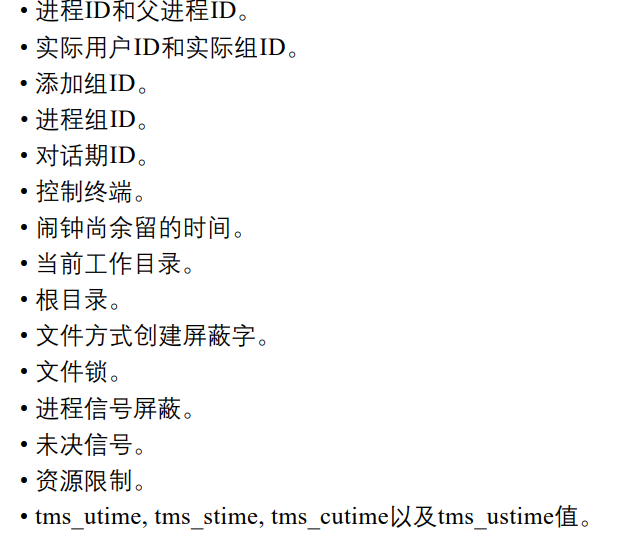 • 进程ID和父进程ID。
• 实际用户ID和实际组ID。
• 添加组ID。
• 进程组ID。
• 对话期ID。
• 控制终端。
• 闹钟尚余留的时间。
• 当前工作目录。
• 根目录。
• 文件方式创建屏蔽字。
• 文件锁。
• 进程信号屏蔽。
• 未决信号。
• 资源限制。
• tms_utime, tms_stime, tms_cutime以及tms_ustime值。